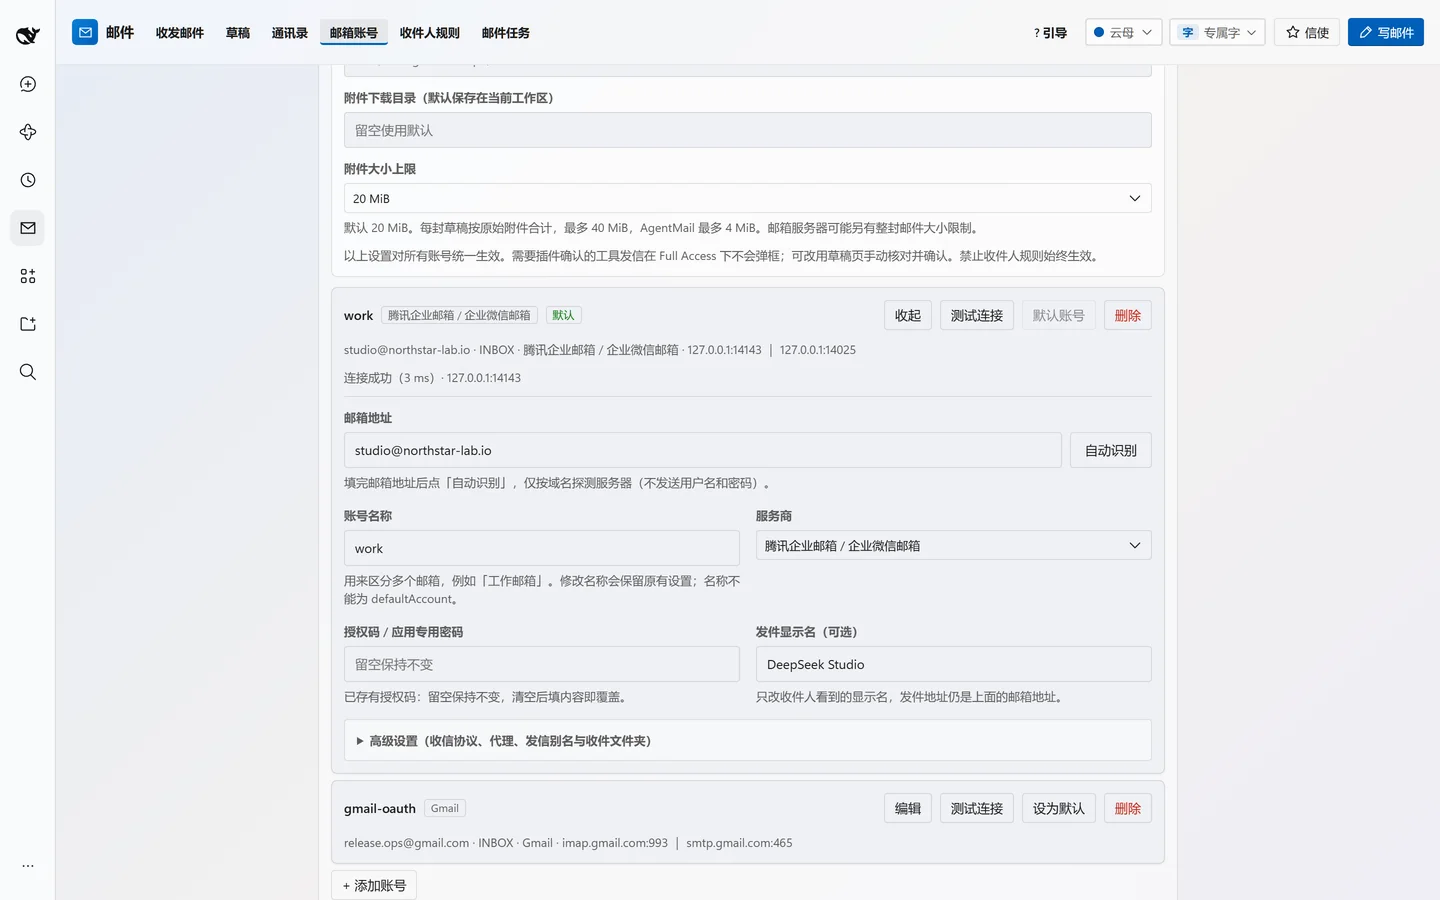 邮件
收发邮件
草稿
通讯录
邮箱账号
收件人规则
邮件任务
? 引导
云母
字 专属字
信使
写邮件
附件下载目录（默认保存在当前工作区）
留空使用默认
附件大小上限
20 MiB
默认 20 MiB。每封草稿按原始附件合计，最多 40 MiB，AgentMail 最多 4 MiB。邮箱服务器可能另有整封邮件大小限制。
以上设置对所有账号统一生效。需要插件确认的工具发信在 Full Access 下不会弹框；可改用草稿页手动核对并确认。禁止收件人规则始终生效。
work 腾讯企业邮箱 / 企业微信邮箱 默认
收起 测试连接 默认账号 删除
studio@northstar-lab.io · INBOX · 腾讯企业邮箱 / 企业微信邮箱 · 127.0.0.1:14143 | 127.0.0.1:14025
连接成功（3 ms）· 127.0.0.1:14143
邮箱地址
studio@northstar-lab.io
自动识别
填完邮箱地址后点「自动识别」，仅按域名探测服务器（不发送用户名和密码）。
账号名称
work
用来区分多个邮箱，例如「工作邮箱」。修改名称会保留原有设置；名称不
能为 defaultAccount。
服务商
腾讯企业邮箱 / 企业微信邮箱
授权码 / 应用专用密码
留空保持不变
已存有授权码：留空保持不变，清空后填内容即覆盖。
发件显示名（可选）
DeepSeek Studio
只改收件人看到的显示名，发件地址仍是上面的邮箱地址。
▶ 高级设置（收信协议、代理、发信别名与收件文件夹）
gmail-oauth Gmail
编辑 测试连接 设为默认 删除
release.ops@gmail.com · INBOX · Gmail · imap.gmail.com:993 | smtp.gmail.com:465
+ 添加账号